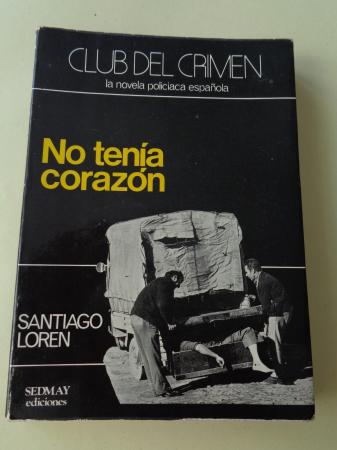 CLUB DEL CRIMEN
la novela policiaca española
No tenía
corazón
SANTIAGO
LOREN
SEDMAY
ediciones